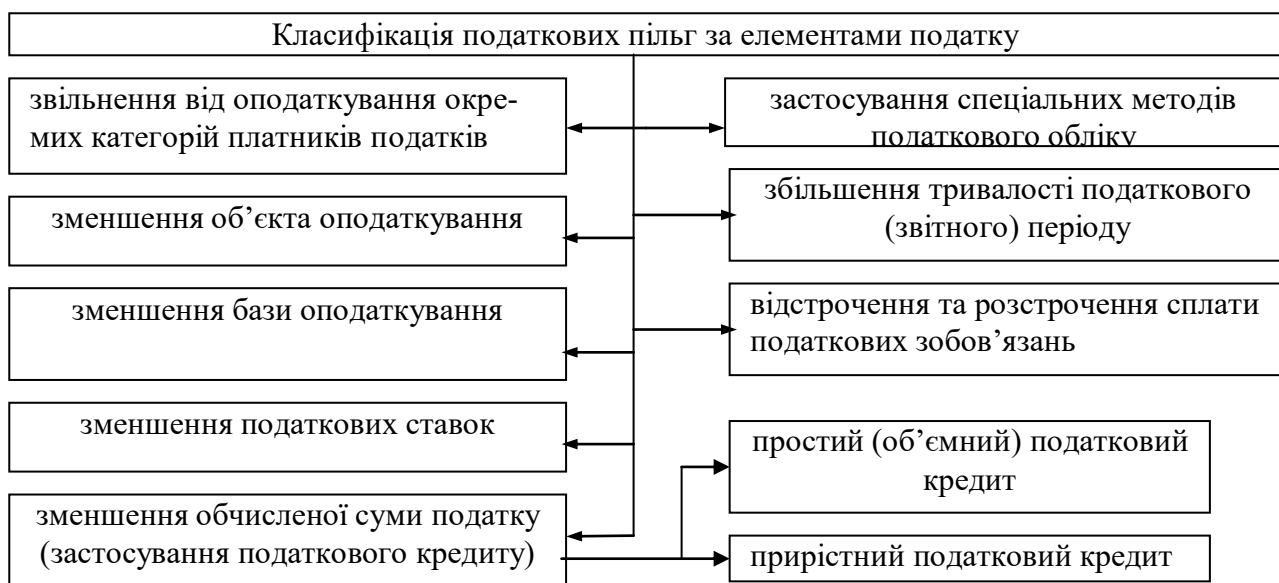 Класифікація податкових пільг за елементами податку
звільнення від оподаткування окре-
мих категорій платників податків
зменшення об’єкта оподаткування
зменшення бази оподаткування
зменшення податкових ставок
зменшення обчисленої суми податку
(застосування податкового кредиту)
застосування спеціальних методів
податкового обліку
збільшення тривалості податкового
(звітного) періоду
відстрочення та розстрочення сплати
податкових зобов’язань
простий (об’ємний) податковий
кредит
прирістний податковий кредит